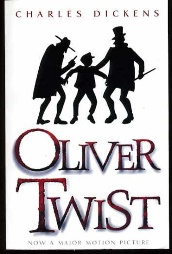 CHARLES DICKENS
OLIVER
TWIST
NOW A MAJOR MOTION PICTURE